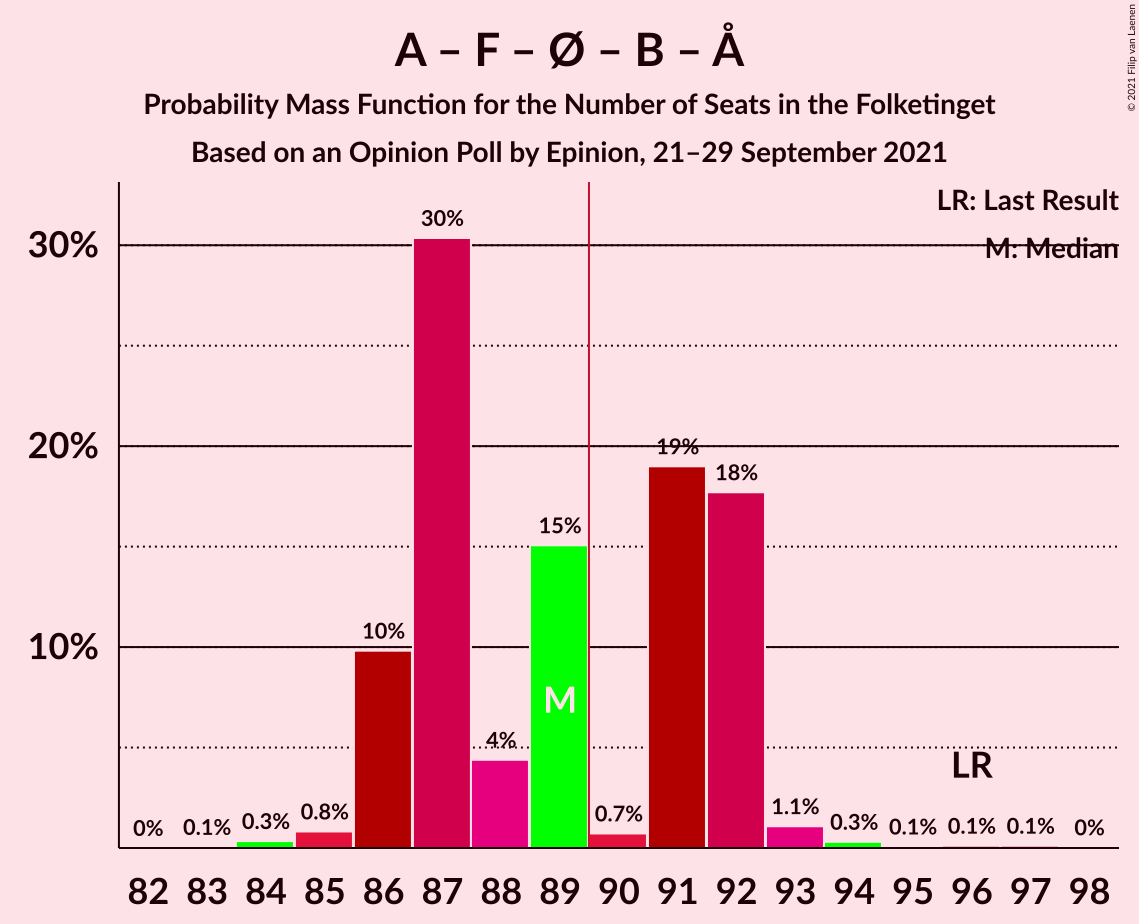 A – F – Ø – B – Å
Probability Mass Function for the Number of Seats in the Folketinget
Based on an Opinion Poll by Epinion, 21–29 September 2021
© 2021 Filip van Laenen
LR: Last Result
M: Median
30%
20%
10%
0%
0.1%
0.3%
0.8%
10%
30%
4%
15%
0.7%
19%
18%
1.1%
0.3%
0.1%
0.1%
0.1%
0%
M
LR
82 83 84 85 86 87 88 89 90 91 92 93 94 95 96 97 98